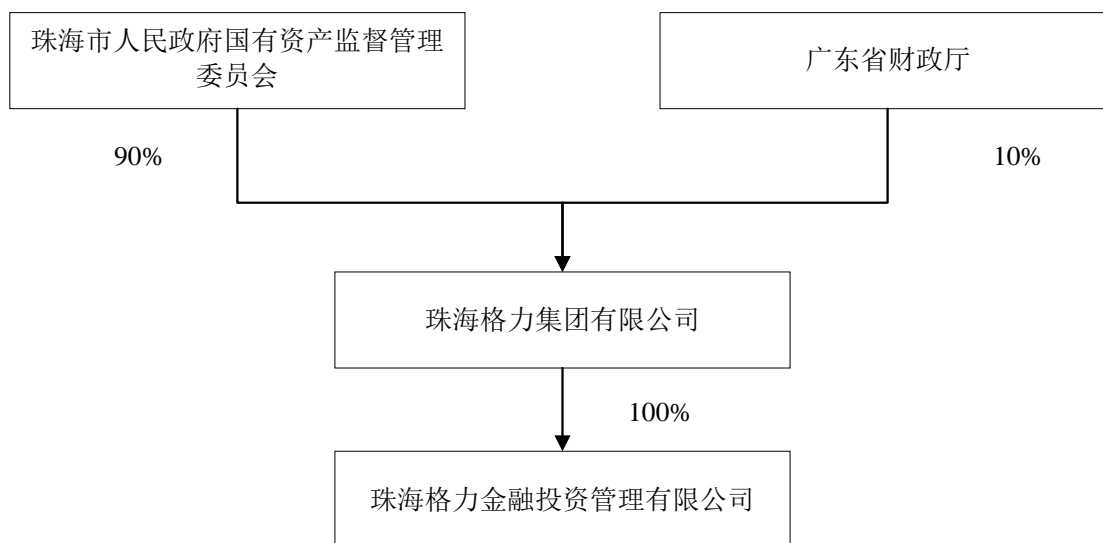 珠海市人民政府国有资产监督管理
委员会
广东省财政厅
90%
10%
珠海格力集团有限公司
100%
珠海格力金融投资管理有限公司